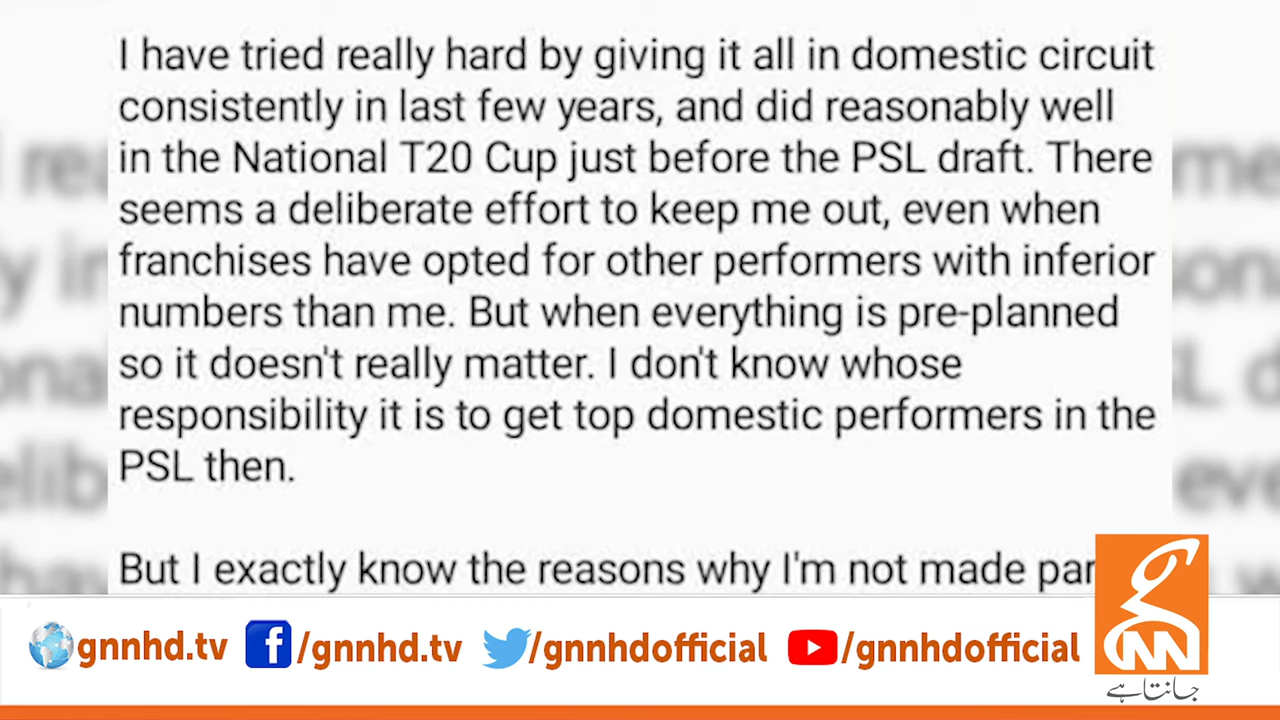 I have tried really hard by giving it all in domestic circuit
consistently in last few years, and did reasonably well
in the National T20 Cup just before the PSL draft. There
seems a deliberate effort to keep me out, even when
franchises have opted for other performers with inferior
numbers than me. But when everything is pre-planned
so it doesn't really matter. I don't know whose
responsibility it is to get top domestic performers in the
PSL then.
But I exactly know the reasons why I'm not made par
gnnhd.tv /gnnhd.tv /gnnhdofficial /gnnhdofficial
GNN
جانتا ہے